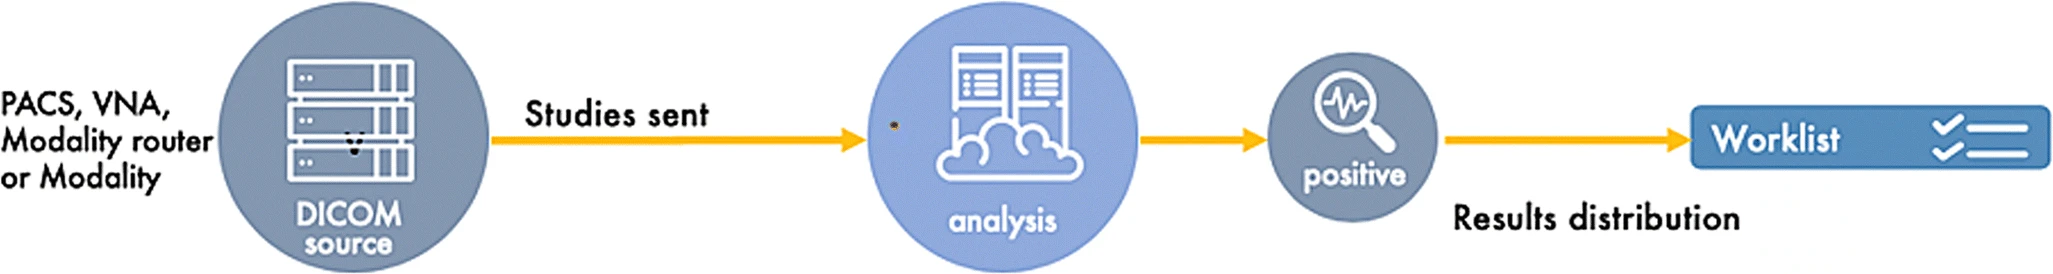 PACS, VNA,
Modality router
or Modality
DICOM
source
Studies sent
analysis
positive
Results distribution
Worklist